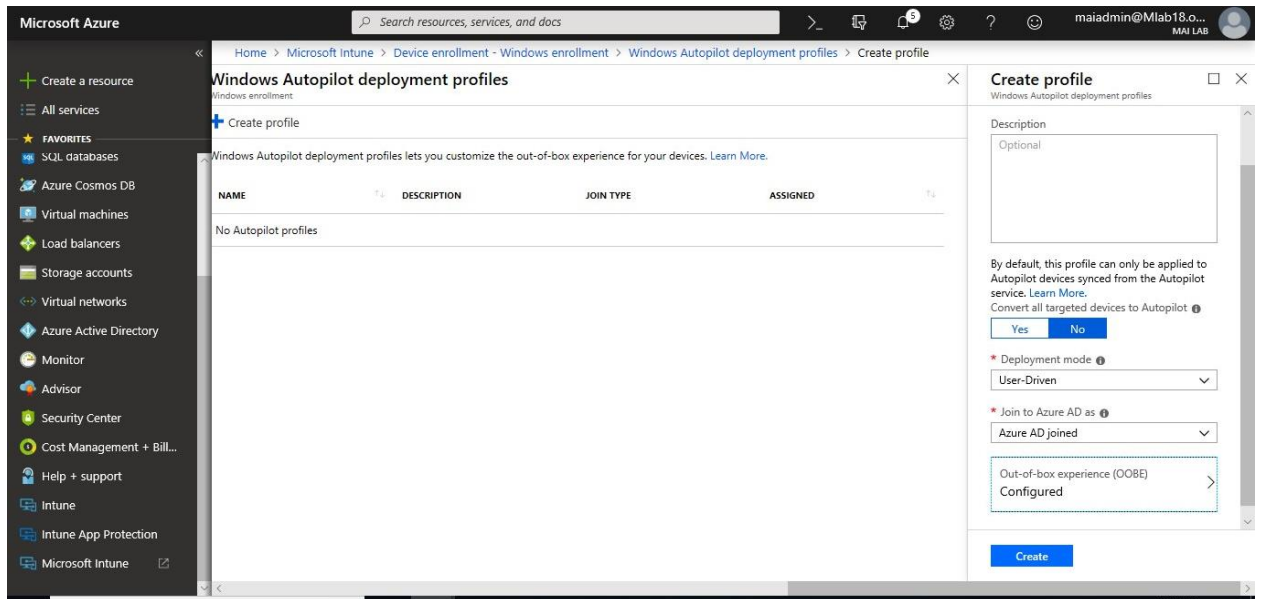 Microsoft Azure
Search resources, services, and docs
5
maiadmin@Mlab18.o...
MAI LAB
Home > Microsoft Intune > Device enrollment - Windows enrollment > Windows Autopilot deployment profiles > Create profile
Create a resource
All services
FAVORITES
SQL databases
Azure Cosmos DB
Virtual machines
Load balancers
Storage accounts
Virtual networks
Azure Active Directory
Monitor
Advisor
Security Center
Cost Management + Bill...
Help + support
Intune
Intune App Protection
Microsoft Intune
Windows Autopilot deployment profiles
Windows enrollment
Create profile
Windows Autopilot deployment profiles lets you customize the out-of-box experience for your devices. Learn More.
NAME DESCRIPTION JOIN TYPE ASSIGNED
No Autopilot profiles
Create profile
Windows Autopilot deployment profiles
Description
Optional
By default, this profile can only be applied to
Autopilot devices synced from the Autopilot
service. Learn More.
Convert all targeted devices to Autopilot
Yes No
* Deployment mode
User-Driven
* Join to Azure AD as
Azure AD joined
Out-of-box experience (OOBE)
Configured
Create